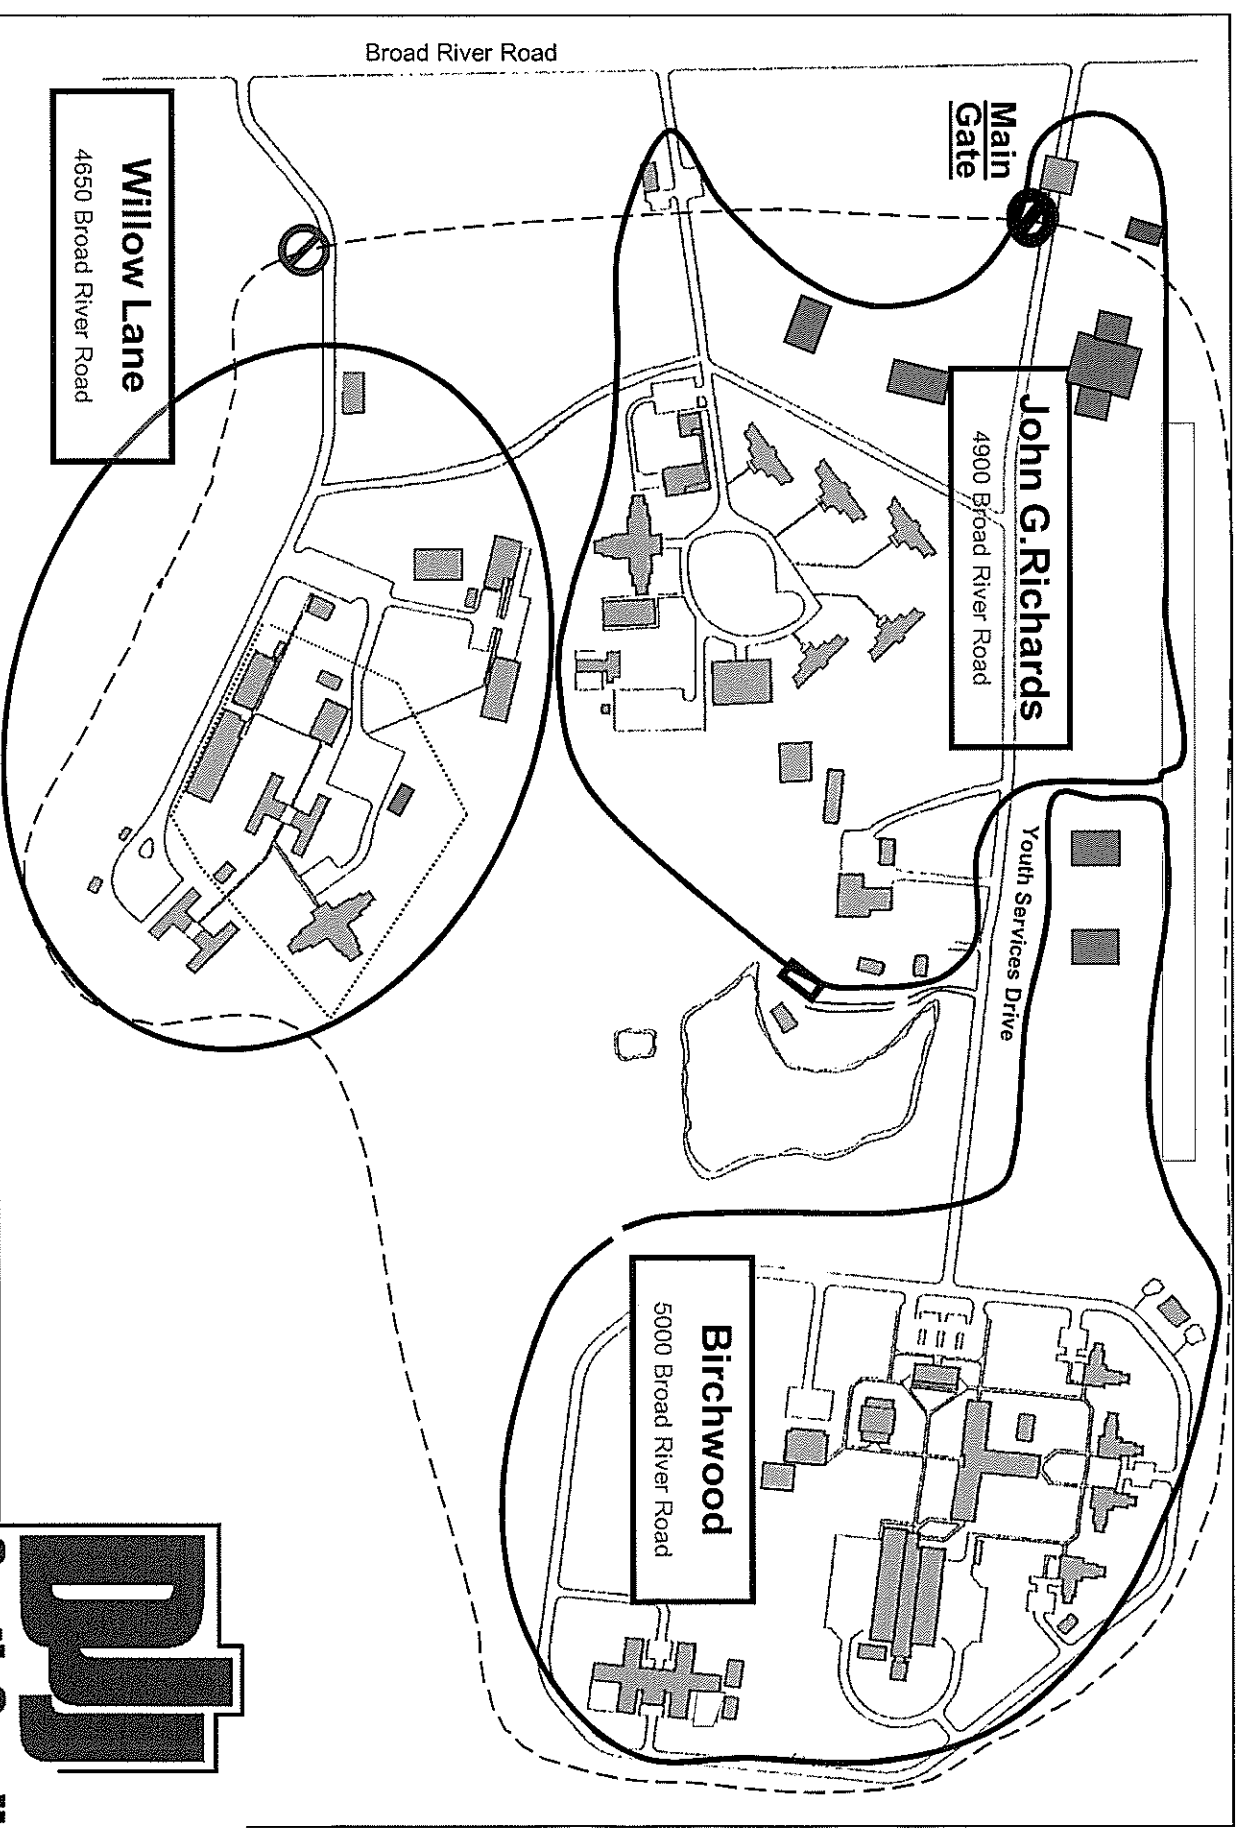 Broad River Road
Main
Gate
John G.Richards
4900 Broad River Road
Willow Lane
4650 Broad River Road
Youth Services Drive
Birchwood
5000 Broad River Road
DJJ